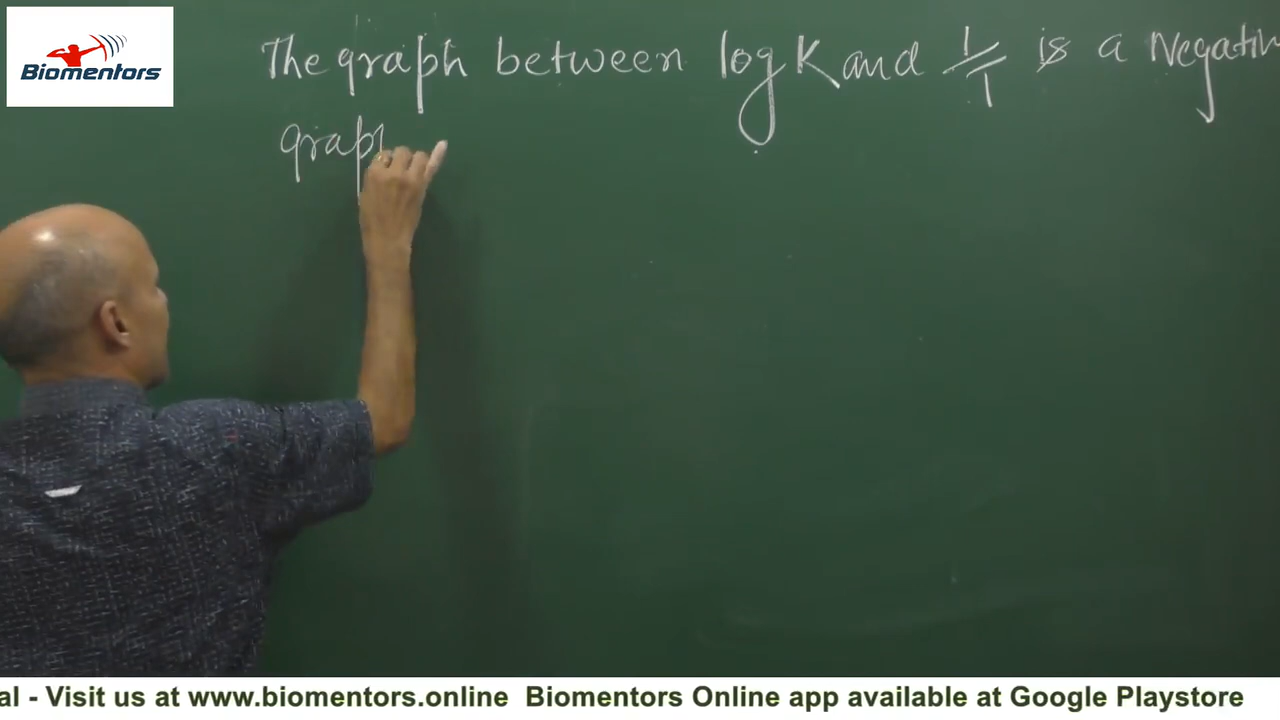 Biomentors
The graph between log K and 1/T is a Negativ
graph
al - Visit us at www.biomentors.online Biomentors Online app available at Google Playstore